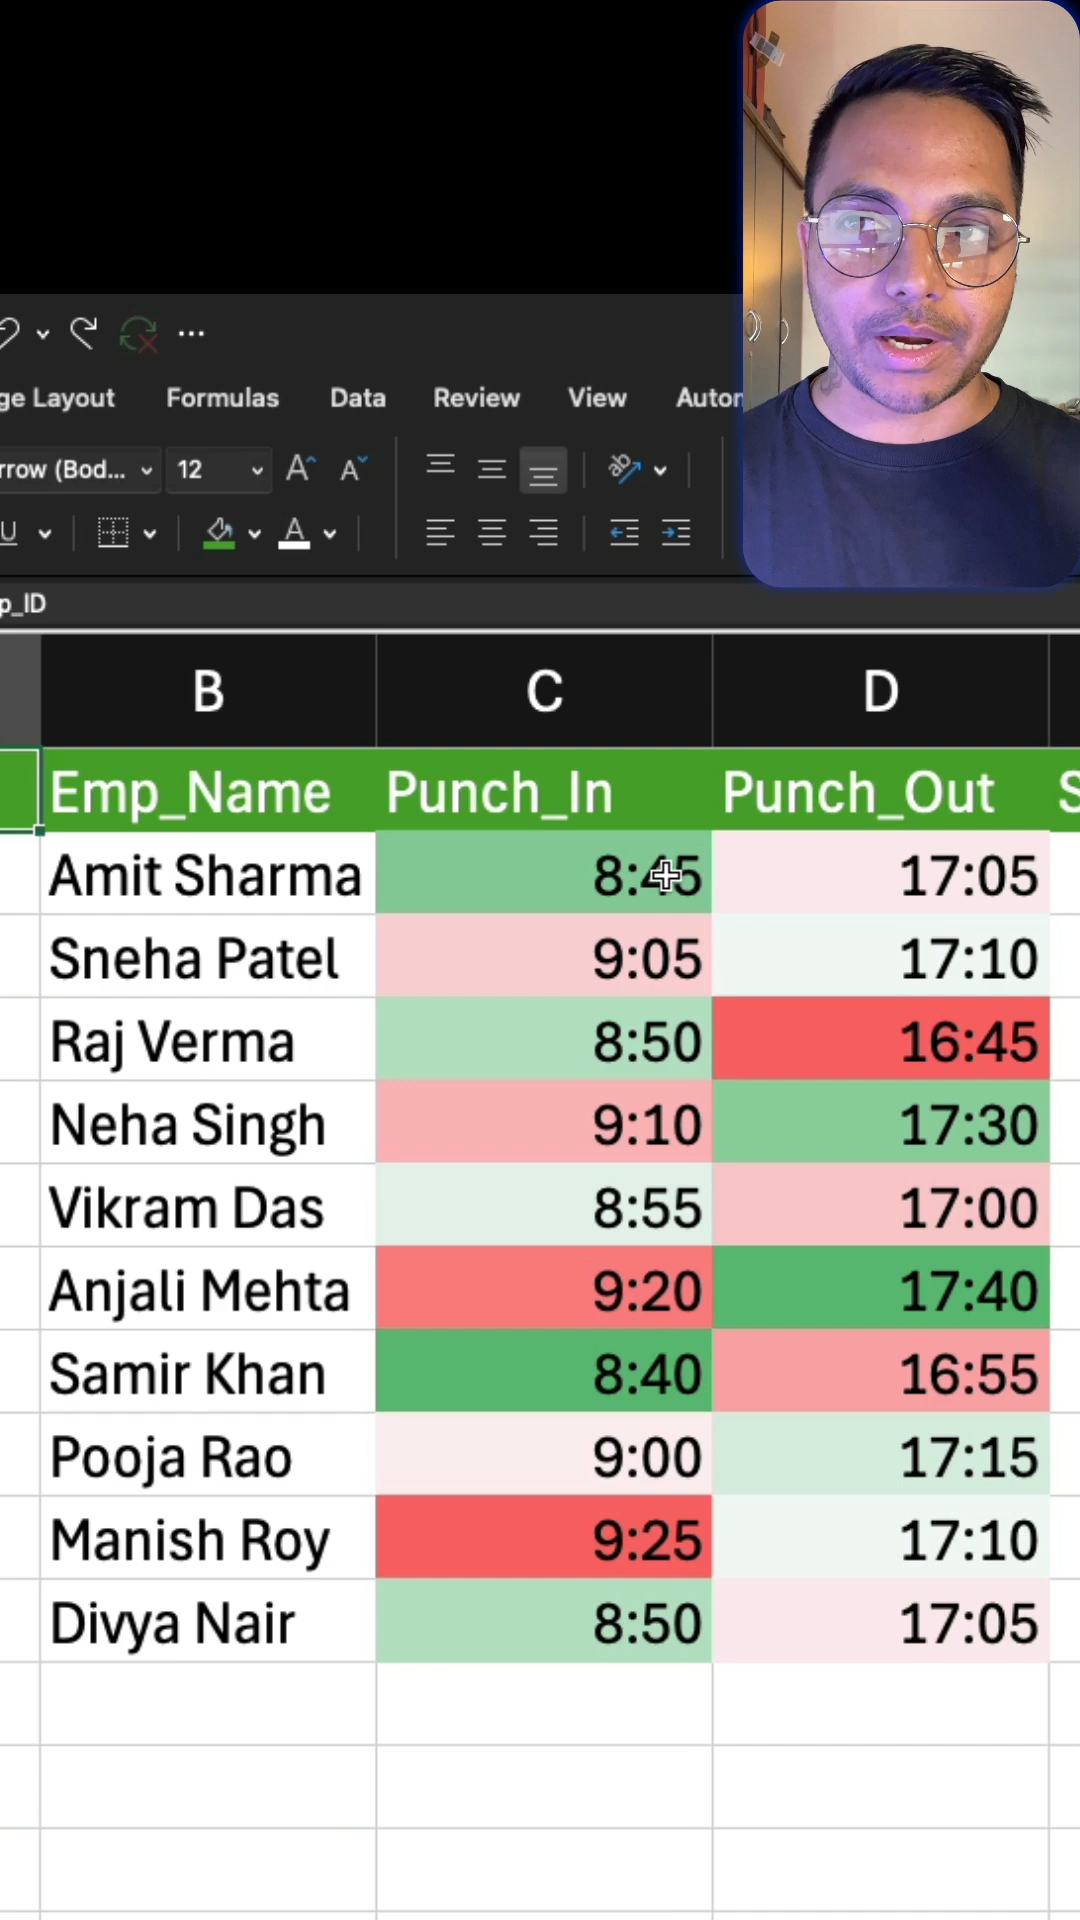 ge Layout Formulas Data Review View Autor
rrow (Bod... 12 A A
U A
p_ID
B C D
Emp_Name Punch_In Punch_Out S
Amit Sharma 8:45 17:05
Sneha Patel 9:05 17:10
Raj Verma 8:50 16:45
Neha Singh 9:10 17:30
Vikram Das 8:55 17:00
Anjali Mehta 9:20 17:40
Samir Khan 8:40 16:55
Pooja Rao 9:00 17:15
Manish Roy 9:25 17:10
Divya Nair 8:50 17:05